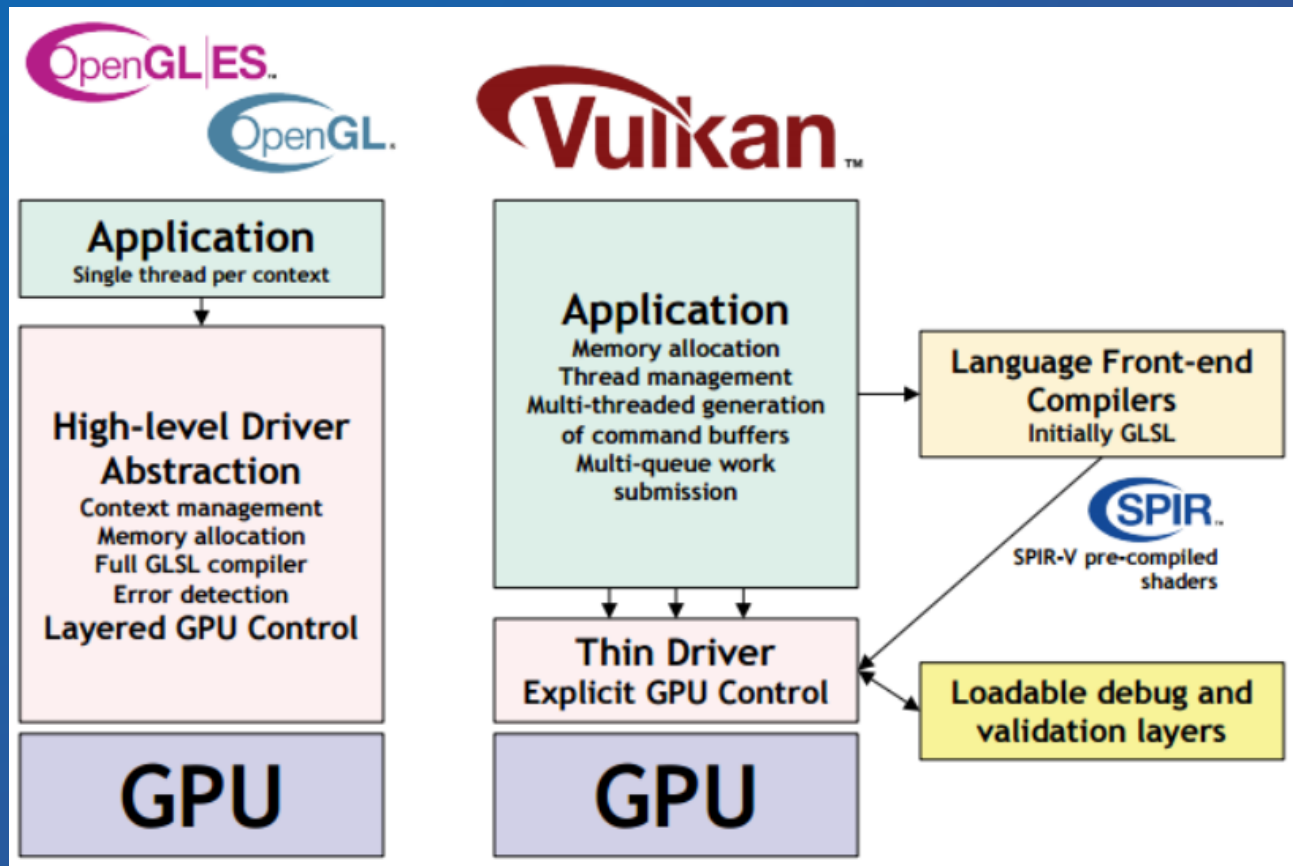 OpenGL|ES™
OpenGL®
Application
Single thread per context
High-level Driver
Abstraction
Context management
Memory allocation
Full GLSL compiler
Error detection
Layered GPU Control
GPU
Vulkan™
Application
Memory allocation
Thread management
Multi-threaded generation
of command buffers
Multi-queue work
submission
Thin Driver
Explicit GPU Control
GPU
Language Front-end
Compilers
Initially GLSL
SPIR™
SPIR-V pre-compiled
shaders
Loadable debug and
validation layers